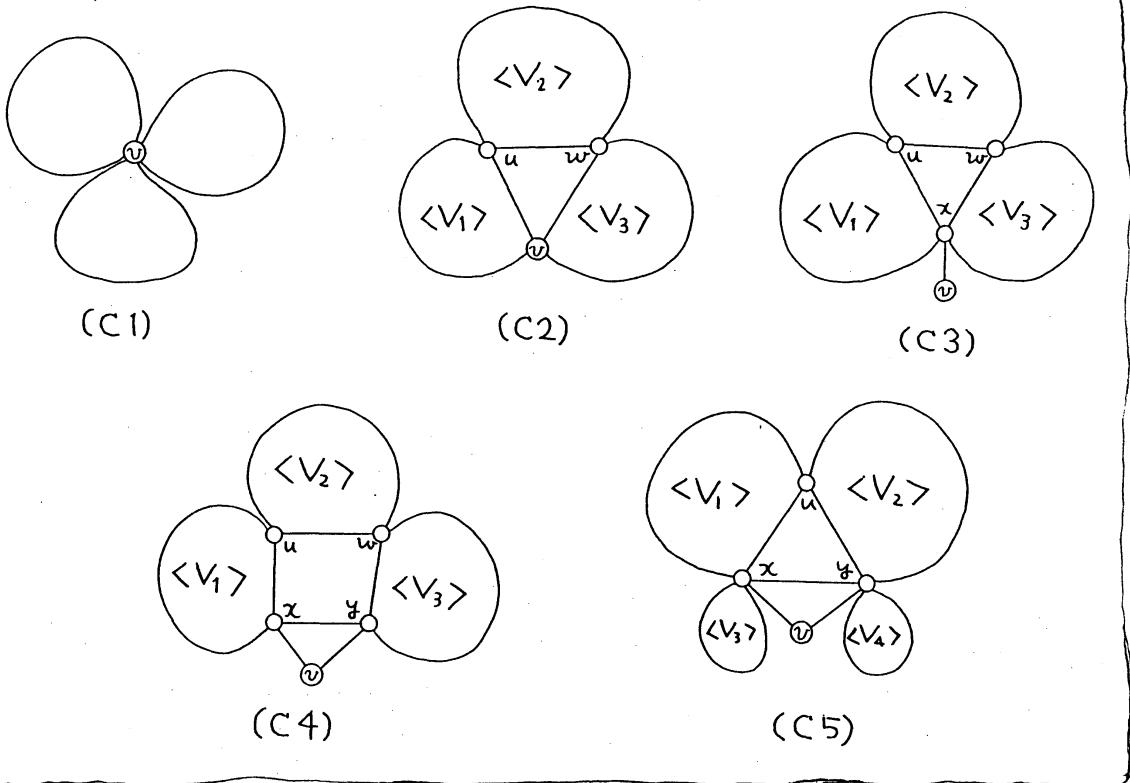 v
(C1)
<V₂>
u w
<V₁> <V₃>
v
(C2)
<V₂>
u w
<V₁> x <V₃>
v
(C3)
<V₂>
u w
<V₁> <V₃>
x y
v
(C4)
<V₁> <V₂>
u
x y
<V₃> v <V₄>
(C5)